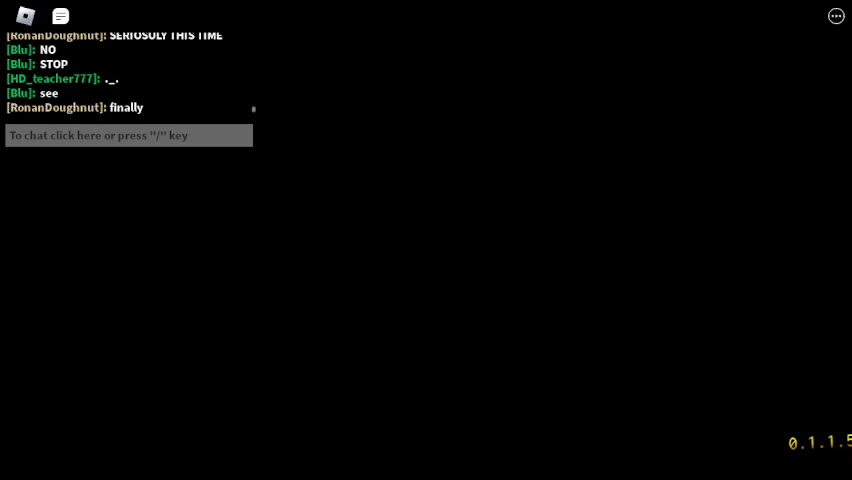 [RonanDoughnut]: SERIOSULY THIS TIME
[Blu]: NO
[Blu]: STOP
[HD_teacher777]: ._.
[Blu]: see
[RonanDoughnut]: finally
To chat click here or press "/" key
0.1.1.5